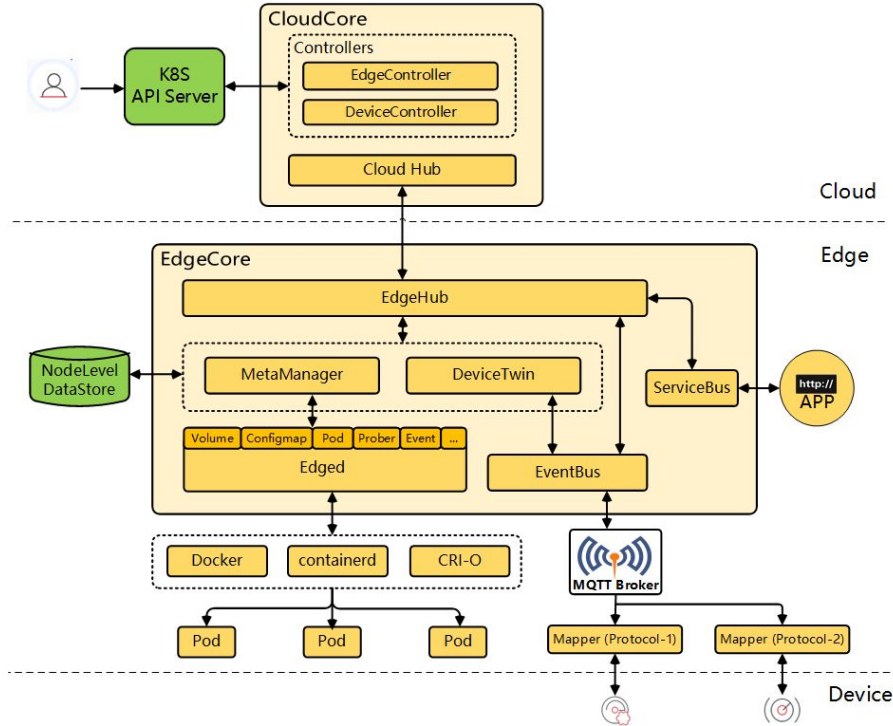 CloudCore
Controllers
EdgeController
DeviceController
K8S
API Server
Cloud Hub
Cloud
Edge
EdgeCore
EdgeHub
NodeLevel
DataStore
MetaManager
DeviceTwin
ServiceBus
http://
APP
Volume
Configmap
Pod
Prober
Event
...
Edged
EventBus
Docker
containerd
CRI-O
MQTT Broker
Pod
Pod
Pod
Mapper (Protocol-1)
Mapper (Protocol-2)
Device